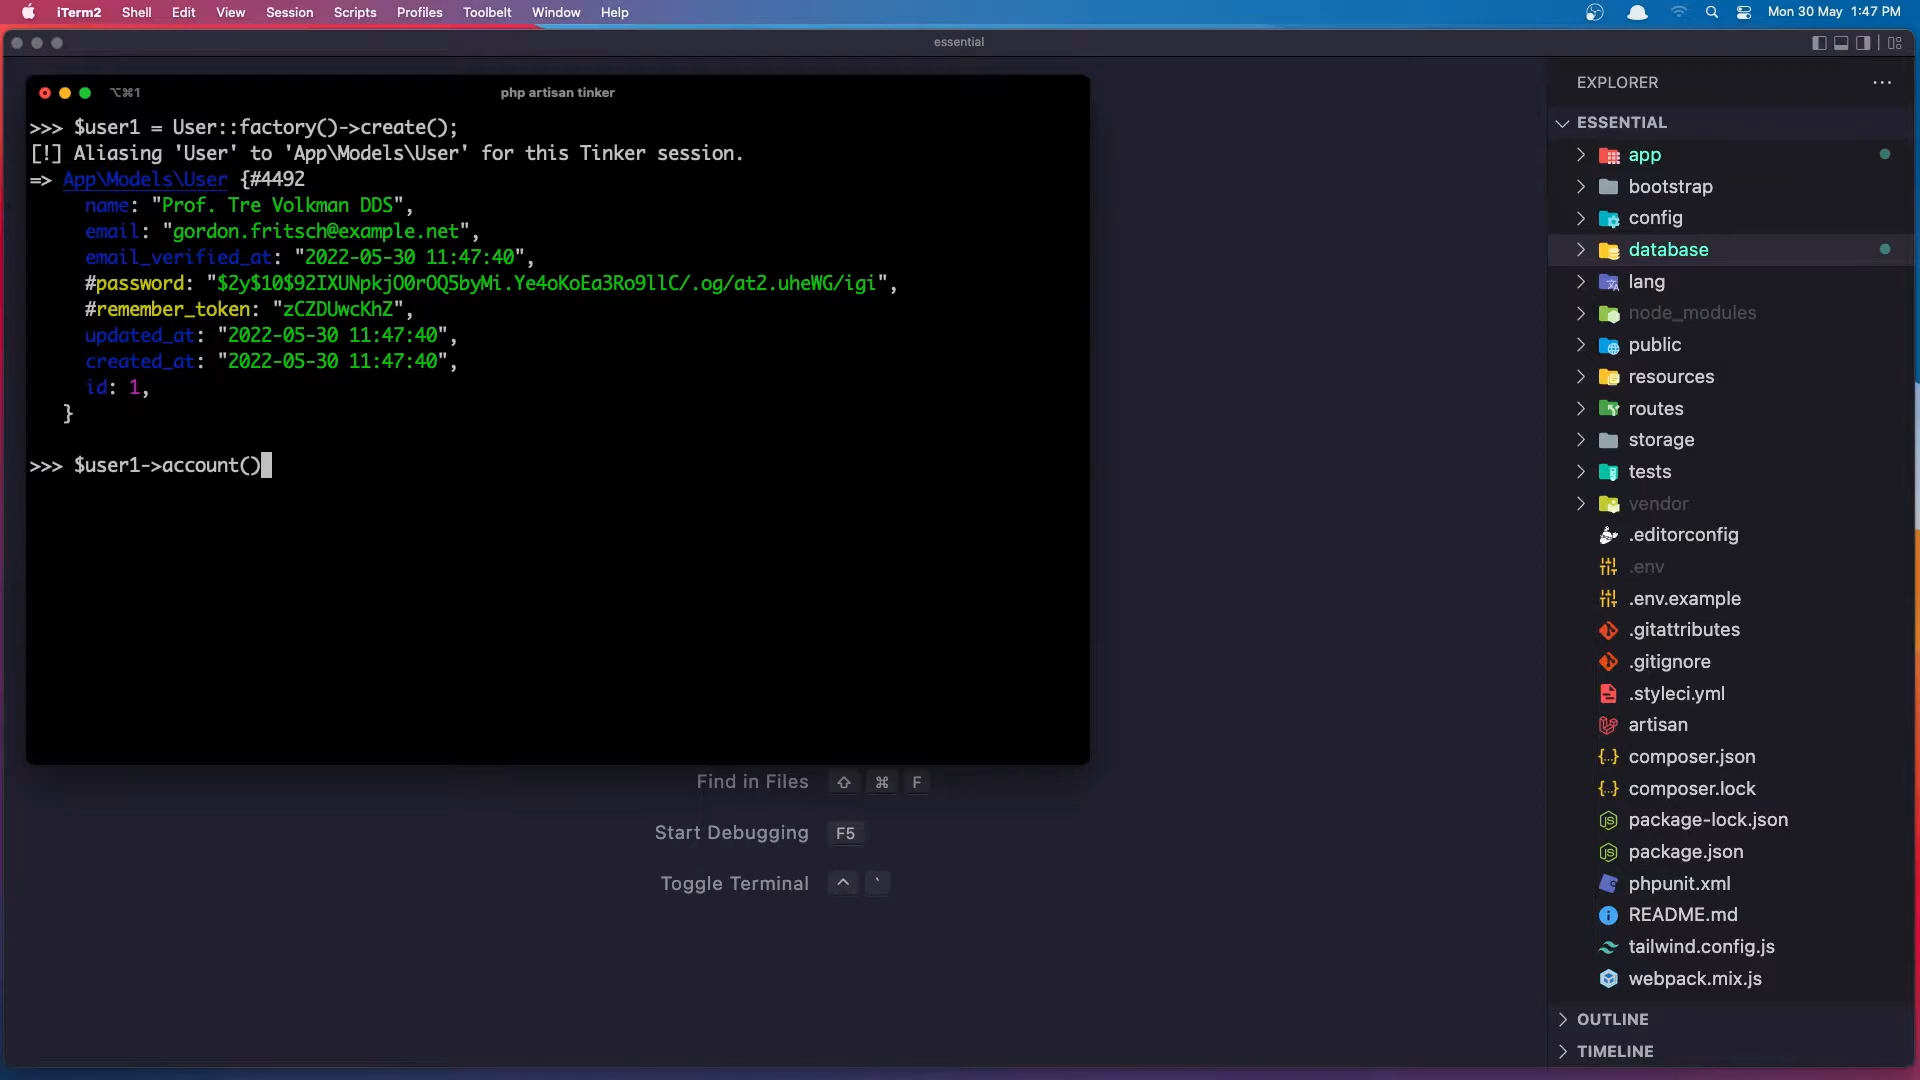 iTerm2 Shell Edit View Session Scripts Profiles Toolbelt Window Help
Mon 30 May 1:47 PM
essential
⌥⌘1
php artisan tinker
>>> $user1 = User::factory()->create();
[!] Aliasing 'User' to 'App\Models\User' for this Tinker session.
=> App\Models\User {#4492
name: "Prof. Tre Volkman DDS",
email: "gordon.fritsch@example.net",
email_verified_at: "2022-05-30 11:47:40",
#password: "$2y$10$92IXUNpkjO0rOQ5byMi.Ye4oKoEa3Ro9llC/.og/at2.uheWG/igi",
#remember_token: "zCZDUwcKhZ",
updated_at: "2022-05-30 11:47:40",
created_at: "2022-05-30 11:47:40",
id: 1,
}
>>> $user1->account()
Find in Files ⇧ ⌘ F
Start Debugging F5
Toggle Terminal ^ `
EXPLORER
ESSENTIAL
app
bootstrap
config
database
lang
node_modules
public
resources
routes
storage
tests
vendor
.editorconfig
.env
.env.example
.gitattributes
.gitignore
.styleci.yml
artisan
composer.json
composer.lock
package-lock.json
package.json
phpunit.xml
README.md
tailwind.config.js
webpack.mix.js
OUTLINE
TIMELINE